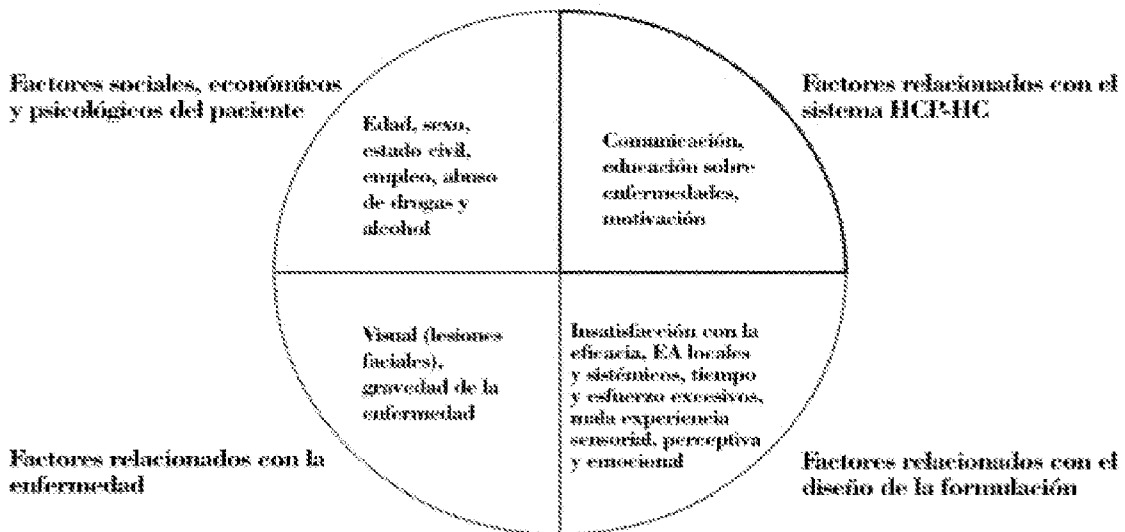 Factores sociales, económicos
y psicológicos del paciente
Edad, sexo,
estado civil,
empleo, abuso
de drogas y
alcohol
Comunicación,
educación sobre
enfermedades,
motivación
Factores relacionados con el
sistema HCP-HC
Visual (lesiones
faciales),
gravedad de la
enfermedad
Insatisfacción con la
eficacia, EA locales
y sistémicos, tiempo
y esfuerzo excesivos,
mala experiencia
sensorial, perceptiva
y emocional
Factores relacionados con la
enfermedad
Factores relacionados con el
diseño de la formulación